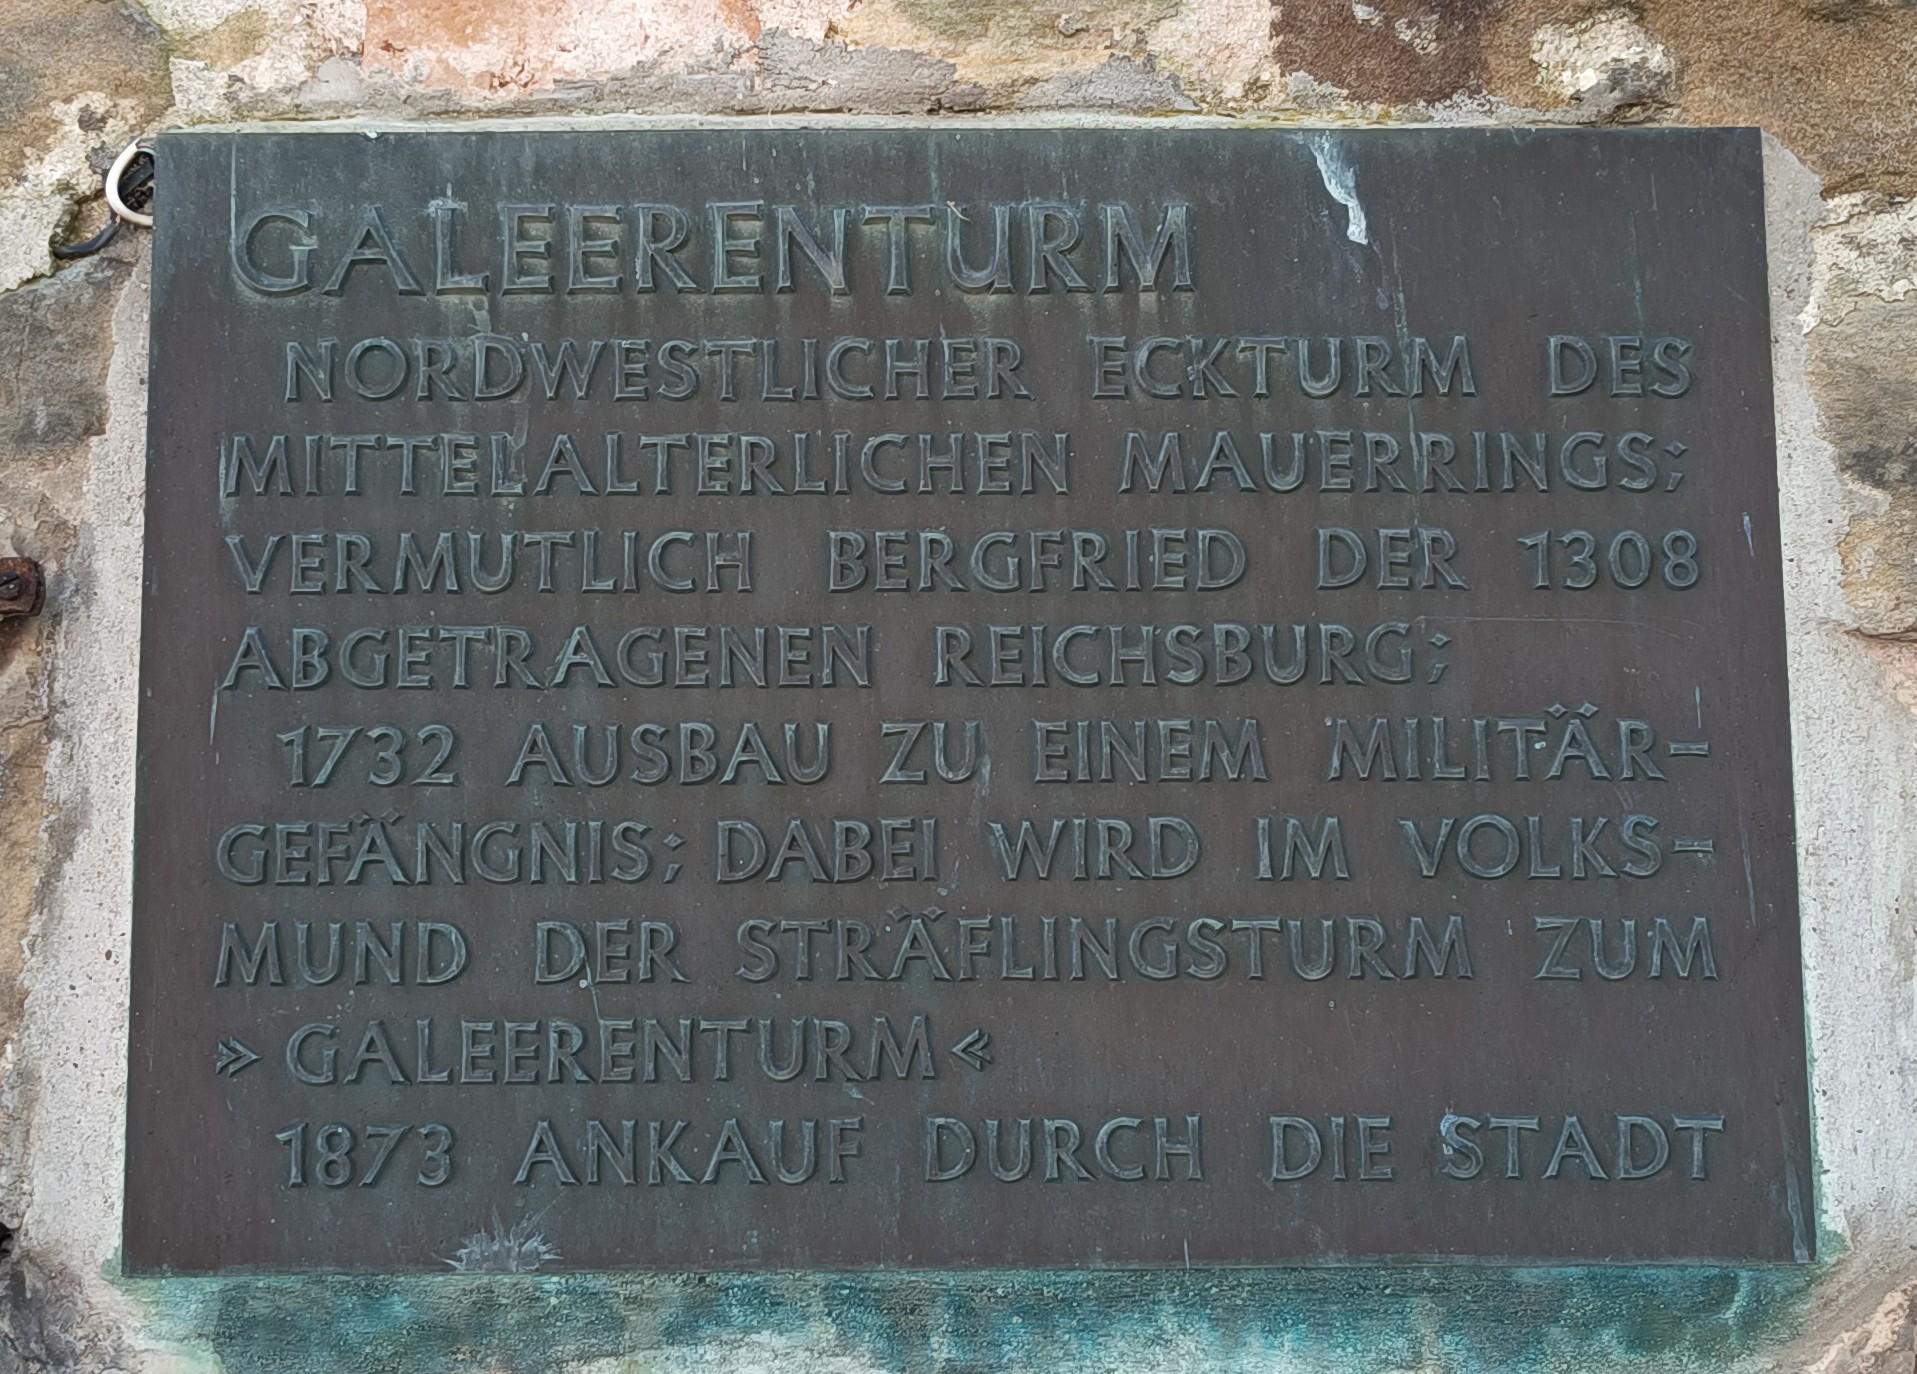 GALEERENTURM
NORDWESTLICHER ECKTURM DES
MITTELALTERLICHEN MAUERRINGS;
VERMUTLICH BERGFRIED DER 1308
ABGETRAGENEN REICHSBURG;
1732 AUSBAU ZU EINEM MILITÄR-
GEFÄNGNIS; DABEI WIRD IM VOLKS-
MUND DER STRÄFLINGSTURM ZUM
»GALEERENTURM«
1873 ANKAUF DURCH DIE STADT